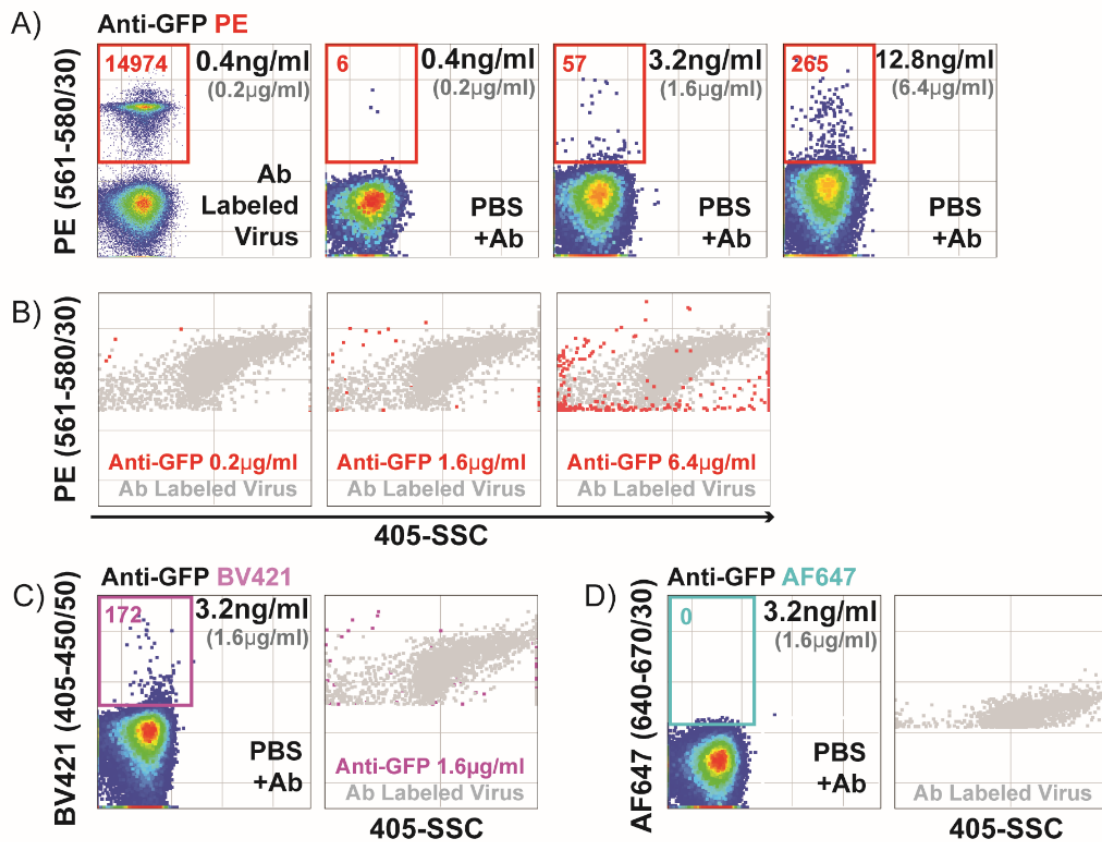 A)
Anti-GFP PE
PE (561-580/30)
14974
0.4ng/ml
(0.2µg/ml)
Ab
Labeled
Virus
6
0.4ng/ml
(0.2µg/ml)
PBS
+Ab
57
3.2ng/ml
(1.6µg/ml)
PBS
+Ab
265
12.8ng/ml
(6.4µg/ml)
PBS
+Ab
B)
PE (561-580/30)
Anti-GFP 0.2µg/ml
Ab Labeled Virus
Anti-GFP 1.6µg/ml
Ab Labeled Virus
Anti-GFP 6.4µg/ml
Ab Labeled Virus
405-SSC
C)
Anti-GFP BV421
BV421 (405-450/50)
172
3.2ng/ml
(1.6µg/ml)
PBS
+Ab
Anti-GFP 1.6µg/ml
Ab Labeled Virus
405-SSC
D)
Anti-GFP AF647
AF647 (640-670/30)
0
3.2ng/ml
(1.6µg/ml)
PBS
+Ab
Ab Labeled Virus
405-SSC